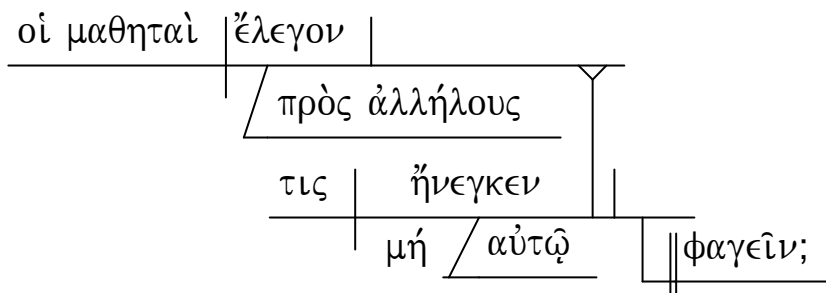 οἱ μαθηταὶ ἔλεγον
πρὸς ἀλλήλους
τις ἤνεγκεν
μή αὐτῷ φαγεῖν;